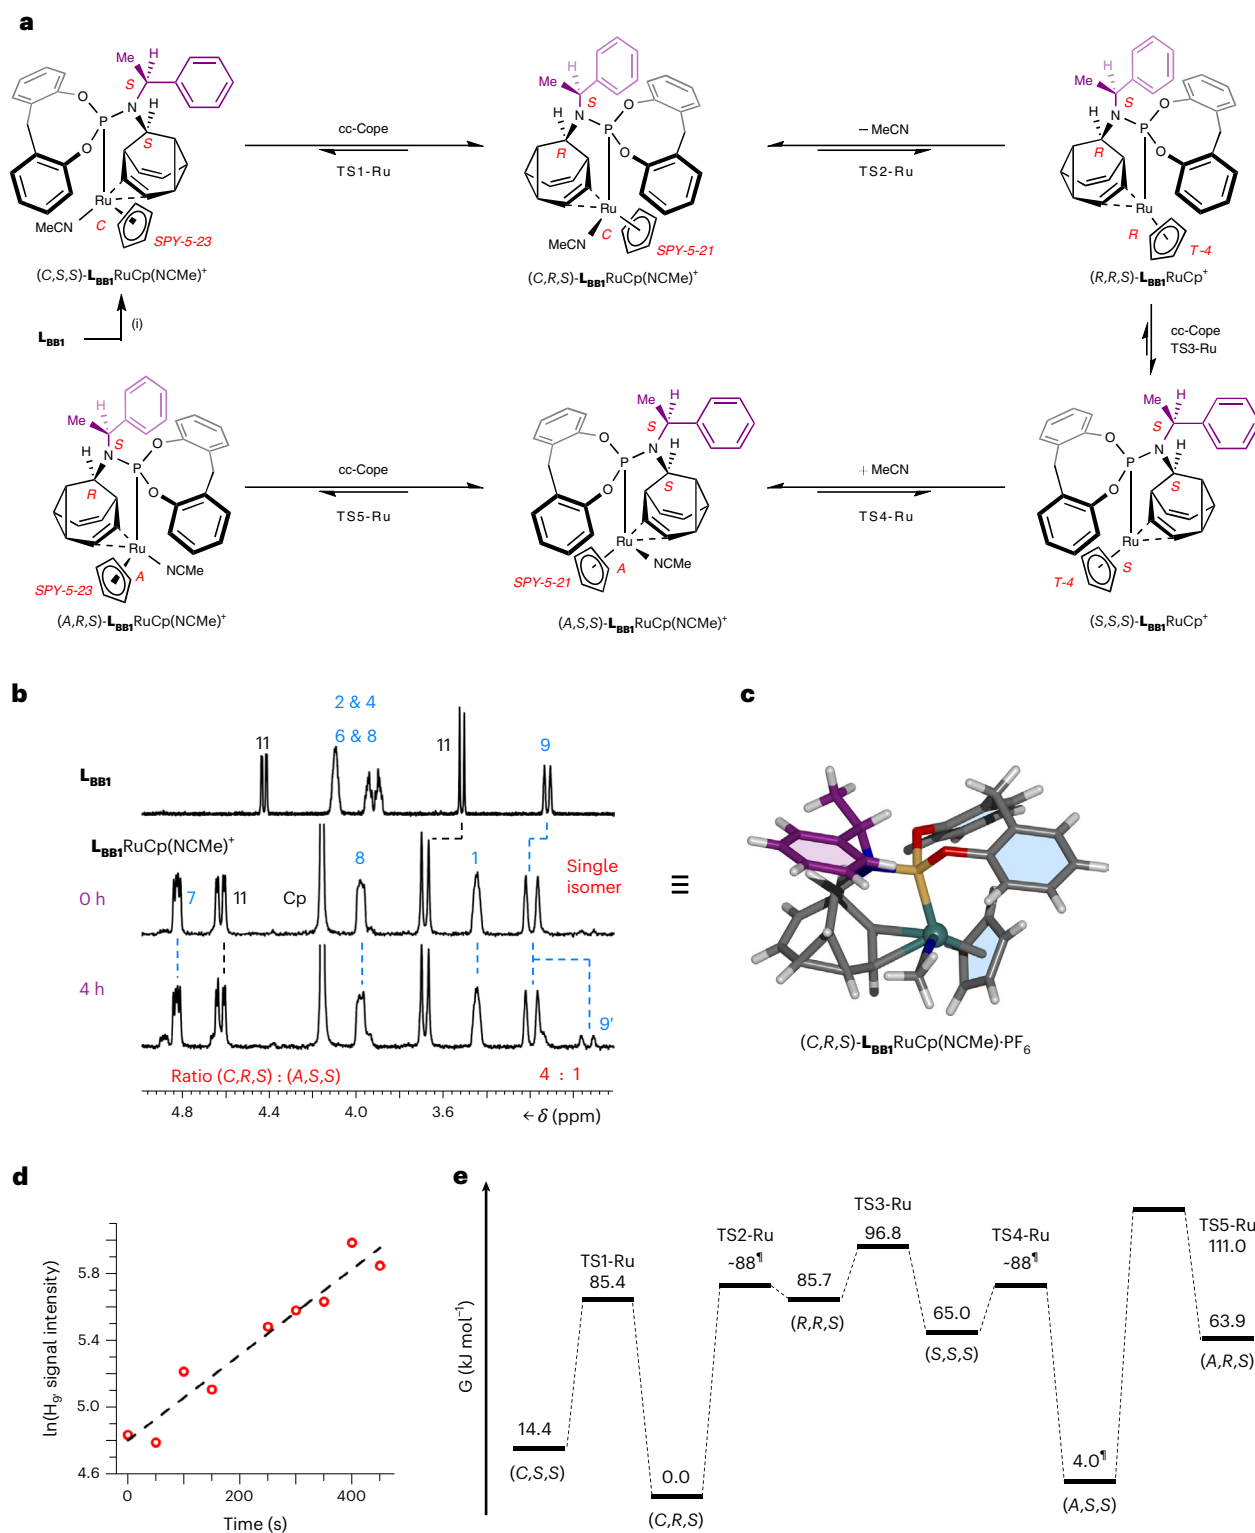 a
Me
H
S
N
H
O
P
O
S
Ru
MeCN
C
SPY-5-23
(C,S,S)-LBB1RuCp(NCMe)+
cc-Cope
TS1-Ru
H
Me
S
H
N
O
P
O
R
Ru
MeCN
C
SPY-5-21
(C,R,S)-LBB1RuCp(NCMe)+
−MeCN
TS2-Ru
H
Me
S
H
N
O
P
O
R
Ru
R
T-4
(R,R,S)-LBB1RuCp+
LBB1
(i)
cc-Cope
TS3-Ru
H
Me
S
H
N
O
P
O
R
Ru
NCMe
SPY-5-23
A
(A,R,S)-LBB1RuCp(NCMe)+
cc-Cope
TS5-Ru
Me
H
S
O
N
H
P
O
S
Ru
NCMe
SPY-5-21
A
(A,S,S)-LBB1RuCp(NCMe)+
+ MeCN
TS4-Ru
Me
H
S
O
N
H
P
O
S
Ru
T-4
S
(S,S,S)-LBB1RuCp+
b
2 & 4
6 & 8
11
11
9
LBB1
LBB1RuCp(NCMe)+
0 h
7
11
Cp
8
1
Single
isomer
4 h
9′
Ratio (C,R,S) : (A,S,S)
4 : 1
4.8
4.4
4.0
3.6
← δ (ppm)
c
≡
(C,R,S)-LBB1RuCp(NCMe)·PF6
d
ln(H9′ signal intensity)
5.8
5.4
5.0
4.6
0
200
400
Time (s)
e
G (kJ mol−1)
14.4
(C,S,S)
TS1-Ru
85.4
0.0
(C,R,S)
TS2-Ru
~88¶
85.7
(R,R,S)
TS3-Ru
96.8
65.0
(S,S,S)
TS4-Ru
~88¶
4.0¶
(A,S,S)
TS5-Ru
111.0
63.9
(A,R,S)